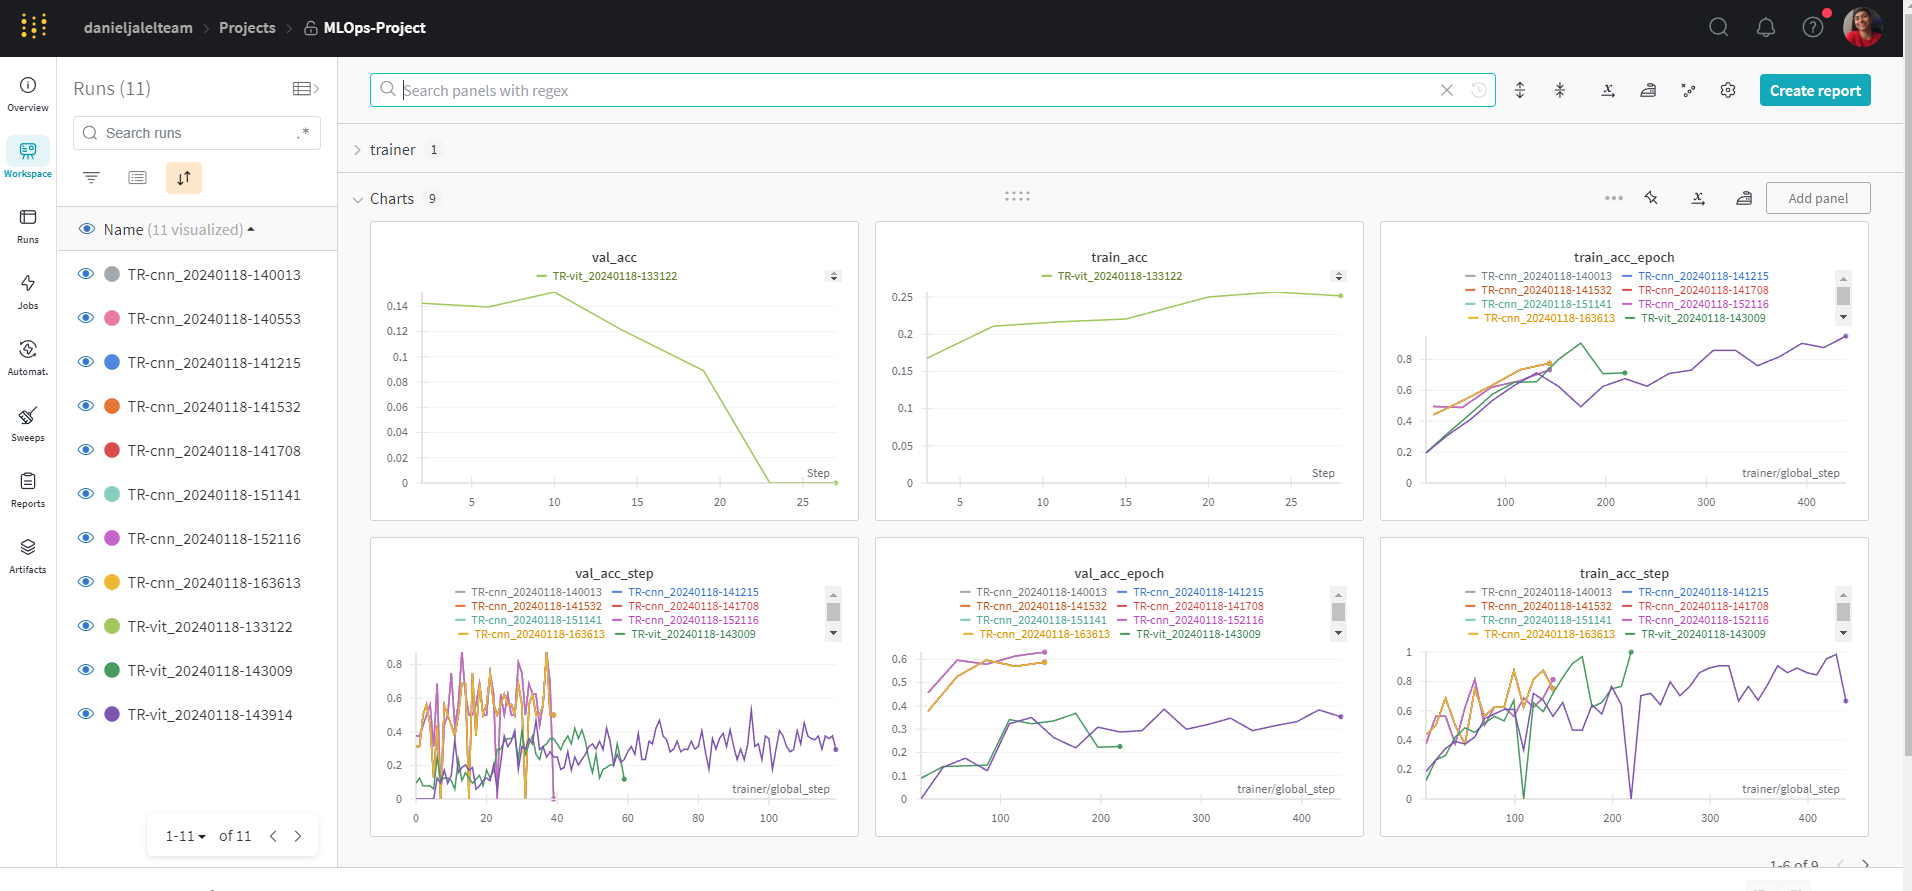 danieljalelteam > Projects > MLOps-Project
Overview
Workspace
Runs
Jobs
Automat.
Sweeps
Reports
Artifacts
Runs (11)
Search runs .*
Name (11 visualized)
TR-cnn_20240118-140013
TR-cnn_20240118-140553
TR-cnn_20240118-141215
TR-cnn_20240118-141532
TR-cnn_20240118-141708
TR-cnn_20240118-151141
TR-cnn_20240118-152116
TR-cnn_20240118-163613
TR-vit_20240118-133122
TR-vit_20240118-143009
TR-vit_20240118-143914
1-11 of 11
Search panels with regex
Create report
trainer 1
Charts 9
Add panel
val_acc
TR-vit_20240118-133122
0.14
0.12
0.1
0.08
0.06
0.04
0.02
0
Step
5 10 15 20 25
train_acc
TR-vit_20240118-133122
0.25
0.2
0.15
0.1
0.05
0
Step
5 10 15 20 25
train_acc_epoch
TR-cnn_20240118-140013 TR-cnn_20240118-141215
TR-cnn_20240118-141532 TR-cnn_20240118-141708
TR-cnn_20240118-151141 TR-cnn_20240118-152116
TR-cnn_20240118-163613 TR-vit_20240118-143009
0.8
0.6
0.4
0.2
0
trainer/global_step
100 200 300 400
val_acc_step
TR-cnn_20240118-140013 TR-cnn_20240118-141215
TR-cnn_20240118-141532 TR-cnn_20240118-141708
TR-cnn_20240118-151141 TR-cnn_20240118-152116
TR-cnn_20240118-163613 TR-vit_20240118-143009
0.8
0.6
0.4
0.2
0
trainer/global_step
0 20 40 60 80 100
val_acc_epoch
TR-cnn_20240118-140013 TR-cnn_20240118-141215
TR-cnn_20240118-141532 TR-cnn_20240118-141708
TR-cnn_20240118-151141 TR-cnn_20240118-152116
TR-cnn_20240118-163613 TR-vit_20240118-143009
0.6
0.5
0.4
0.3
0.2
0.1
0
trainer/global_step
100 200 300 400
train_acc_step
TR-cnn_20240118-140013 TR-cnn_20240118-141215
TR-cnn_20240118-141532 TR-cnn_20240118-141708
TR-cnn_20240118-151141 TR-cnn_20240118-152116
TR-cnn_20240118-163613 TR-vit_20240118-143009
1
0.8
0.6
0.4
0.2
0
trainer/global_step
100 200 300 400
1-6 of 9